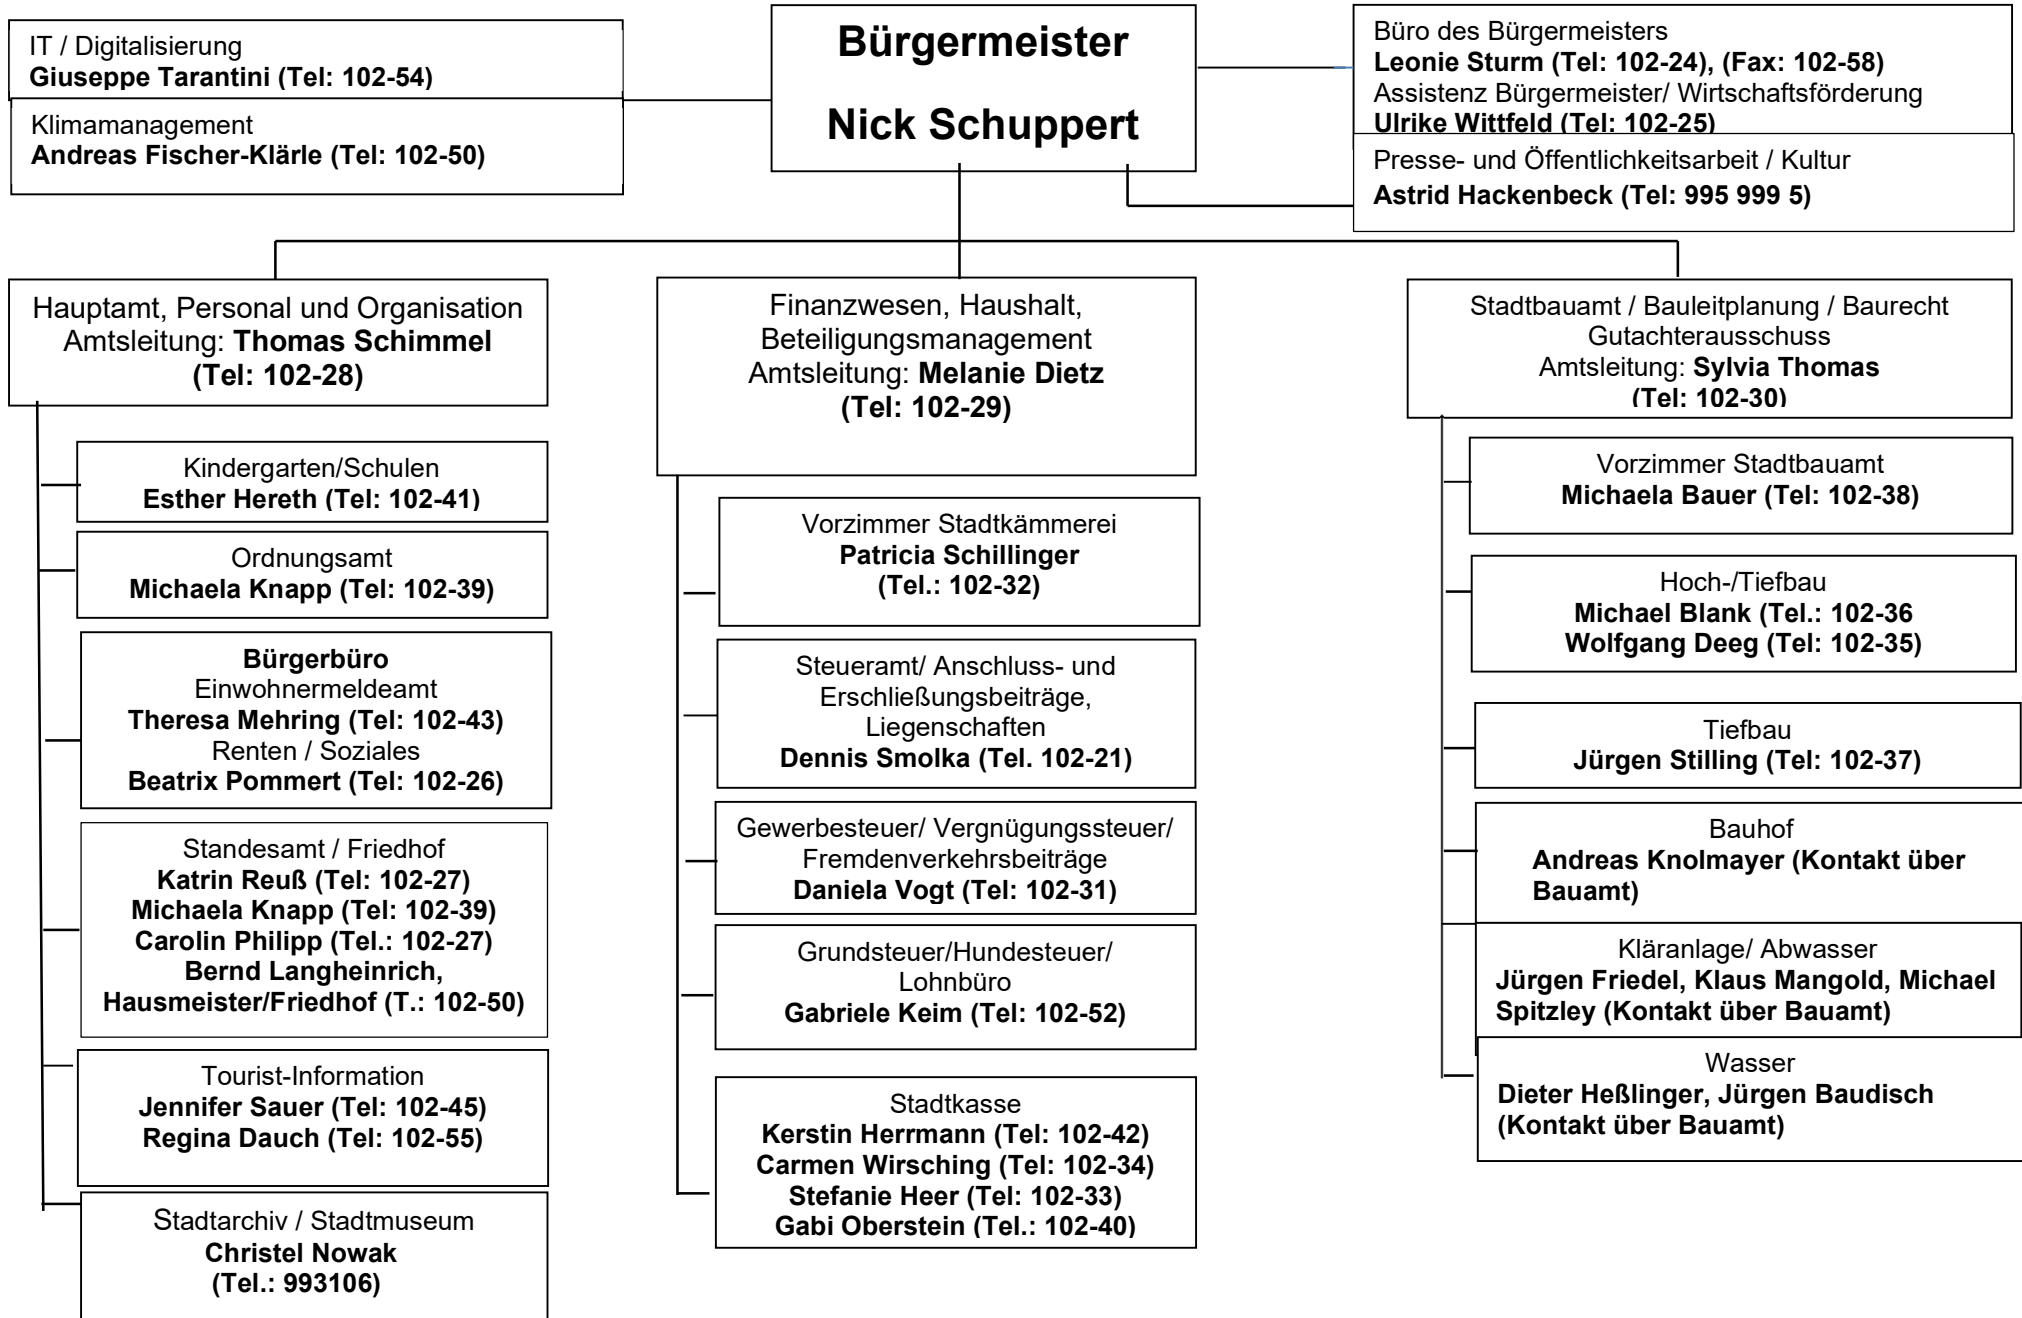 IT / Digitalisierung
Giuseppe Tarantini (Tel: 102-54)
Klimamanagement
Andreas Fischer-Klärle (Tel: 102-50)
Bürgermeister
Nick Schuppert
Büro des Bürgermeisters
Leonie Sturm (Tel: 102-24), (Fax: 102-58)
Assistenz Bürgermeister/ Wirtschaftsförderung
Ulrike Wittfeld (Tel: 102-25)
Presse- und Öffentlichkeitsarbeit / Kultur
Astrid Hackenbeck (Tel: 995 999 5)
Hauptamt, Personal und Organisation
Amtsleitung: Thomas Schimmel
(Tel: 102-28)
Kindergarten/Schulen
Esther Hereth (Tel: 102-41)
Ordnungsamt
Michaela Knapp (Tel: 102-39)
Bürgerbüro
Einwohnermeldeamt
Theresa Mehring (Tel: 102-43)
Renten / Soziales
Beatrix Pommert (Tel: 102-26)
Standesamt / Friedhof
Katrin Reuß (Tel: 102-27)
Michaela Knapp (Tel: 102-39)
Carolin Philipp (Tel.: 102-27)
Bernd Langheinrich,
Hausmeister/Friedhof (T.: 102-50)
Tourist-Information
Jennifer Sauer (Tel: 102-45)
Regina Dauch (Tel: 102-55)
Stadtarchiv / Stadtmuseum
Christel Nowak
(Tel.: 993106)
Finanzwesen, Haushalt,
Beteiligungsmanagement
Amtsleitung: Melanie Dietz
(Tel: 102-29)
Vorzimmer Stadtkämmerei
Patricia Schillinger
(Tel.: 102-32)
Steueramt/ Anschluss- und
Erschließungsbeiträge,
Liegenschaften
Dennis Smolka (Tel. 102-21)
Gewerbesteuer/ Vergnügungssteuer/
Fremdenverkehrsbeiträge
Daniela Vogt (Tel: 102-31)
Grundsteuer/Hundesteuer/
Lohnbüro
Gabriele Keim (Tel: 102-52)
Stadtkasse
Kerstin Herrmann (Tel: 102-42)
Carmen Wirsching (Tel: 102-34)
Stefanie Heer (Tel: 102-33)
Gabi Oberstein (Tel.: 102-40)
Stadtbauamt / Bauleitplanung / Baurecht
Gutachterausschuss
Amtsleitung: Sylvia Thomas
(Tel: 102-30)
Vorzimmer Stadtbauamt
Michaela Bauer (Tel: 102-38)
Hoch-/Tiefbau
Michael Blank (Tel.: 102-36
Wolfgang Deeg (Tel: 102-35)
Tiefbau
Jürgen Stilling (Tel: 102-37)
Bauhof
Andreas Knolmayer (Kontakt über
Bauamt)
Kläranlage/ Abwasser
Jürgen Friedel, Klaus Mangold, Michael
Spitzley (Kontakt über Bauamt)
Wasser
Dieter Heßlinger, Jürgen Baudisch
(Kontakt über Bauamt)